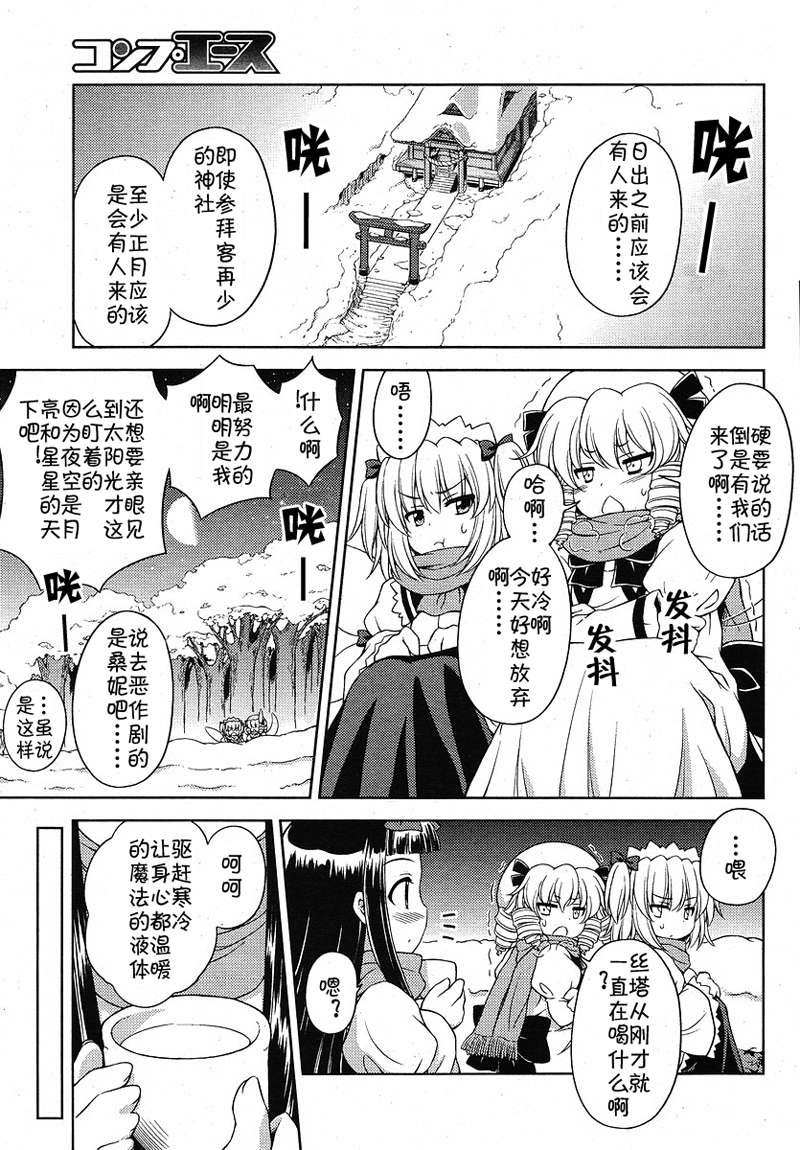 コンプ・エース
咣
━
日出之前应该会
有人来的……
咣
━
即使参拜客再少
的神社
至少正月应该
是会有人来的
硬要说的话
倒是有我们
来了啊……
唔…
哈啊…
好冷啊
今天好想放弃
啊……
发抖
发抖
什么啊!
最努力的
明明是我
啊
还想要亲眼见
到太阳光才这
么盯着的
因为夜空是月
亮和星星的天
下吧!
咣
━
咣
━
说去恶作剧的
是桑妮吧……
…虽说
是这样
…喂
丝塔从刚才就
一直在喝什么
啊?
嗯?
呵呵
驱赶寒冷
让身心都温暖
的魔法的液体